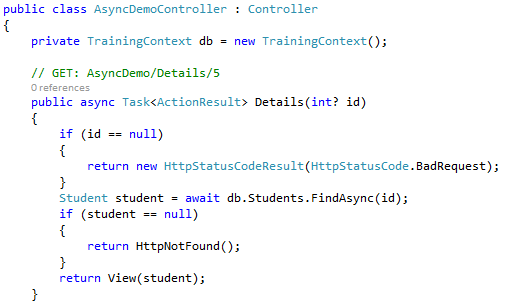 public class AsyncDemoController : Controller
{
    private TrainingContext db = new TrainingContext();

    // GET: AsyncDemo/Details/5
    0 references
    public async Task<ActionResult> Details(int? id)
    {
        if (id == null)
        {
            return new HttpStatusCodeResult(HttpStatusCode.BadRequest);
        }
        Student student = await db.Students.FindAsync(id);
        if (student == null)
        {
            return HttpNotFound();
        }
        return View(student);
    }